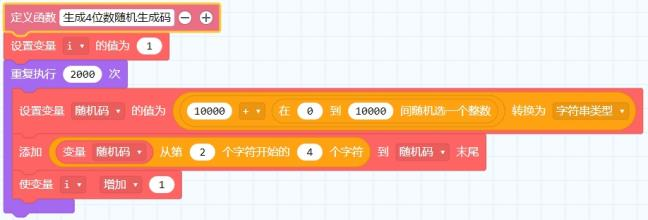 定义函数 生成4位数随机生成码 − +
设置变量 i 的值为 1
重复执行 2000 次
设置变量 随机码 的值为 10000 + 在 0 到 10000 间随机选一个整数 转换为 字符串类型
添加 变量 随机码 从第 2 个字符开始的 4 个字符 到 随机码 末尾
使变量 i 增加 1